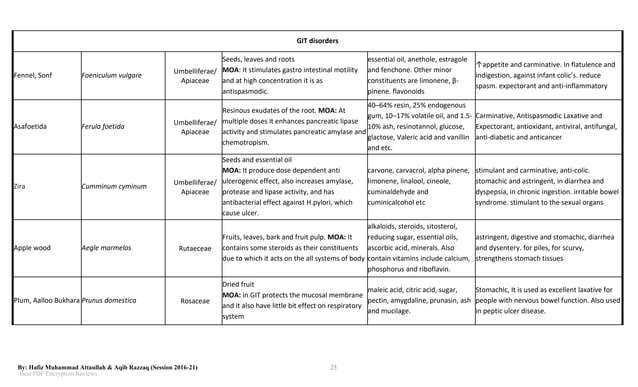 GIT disorders
Fennel, Sonf
Foeniculum vulgare
Umbelliferae/
Apiaceae
Seeds, leaves and roots
MOA: It stimulates gastro intestinal motility
and at high concentration it is as
antispasmodic.
essential oil, anethole, estragole
and fenchone. Other minor
constituents are limonene, β-
pinene. flavonoids
↑ appetite and carminative. In flatulence and
indigestion, against infant colic's. reduce
spasm. expectorant and anti-inflammatory
Asafoetida
Ferula foetida
Umbelliferae/
Apiaceae
Resinous exudates of the root. MOA: At
multiple doses it enhances pancreatic lipase
activity and stimulates pancreatic amylase and
chemotropism.
40–64% resin, 25% endogenous
gum, 10–17% volatile oil, and 1.5-
10% ash, resinotannol, glucose,
glactose, Valeric acid and vanillin
and etc.
Carminative, Antispasmodic Laxative and
Expectorant, antioxidant, antiviral, antifungal,
anti-diabetic and anticancer
Zira
Cumminum cyminum
Umbelliferae/
Apiaceae
Seeds and essential oil
MOA: It produce dose dependent anti
ulcerogenic effect, also increases amylase,
protease and lipase activity, and has
antibacterial effect against H.pylori, which
cause ulcer.
carvone, carvacrol, alpha pinene,
limonene, linalool, cineole,
cuminaldehyde and
cuminicalcohol etc
stimulant and carminative, anti-colic.
stomachic and astringent, in diarrhea and
dyspepsia, in chronic ingestion. irritable bowel
syndrome. stimulant to the sexual organs
Apple wood
Aegle marmelos
Rutaeceae
Fruits, leaves, bark and fruit pulp. MOA: It
contains some steroids as their constituents
due to which it acts on the all systems of body
alkaloids, steroids, sitosterol,
reducing sugar, essential oils,
ascorbic acid, minerals. Also
contain vitamins include calcium,
phosphorus and riboflavin.
astringent, digestive and stomachic, diarrhea
and dysentery. for piles, for scurvy,
strengthens stomach tissues
Plum, Aailoo Bukhara
Prunus domestica
Rosaceae
Dried fruit
MOA: in GIT protects the mucosal membrane
and it also have little bit effect on respiratory
system
maleic acid, citric acid, sugar,
pectin, amygdaline, prunasin, ash
and mucilage.
Stomachic, It is used as excellent laxative for
people with nervous bowel function. Also used
in peptic ulcer disease.
By: Hafiz Muhammad Attaullah & Aqib Razzaq (Session 2016-21)
25
Best PDF Encryption Reviews